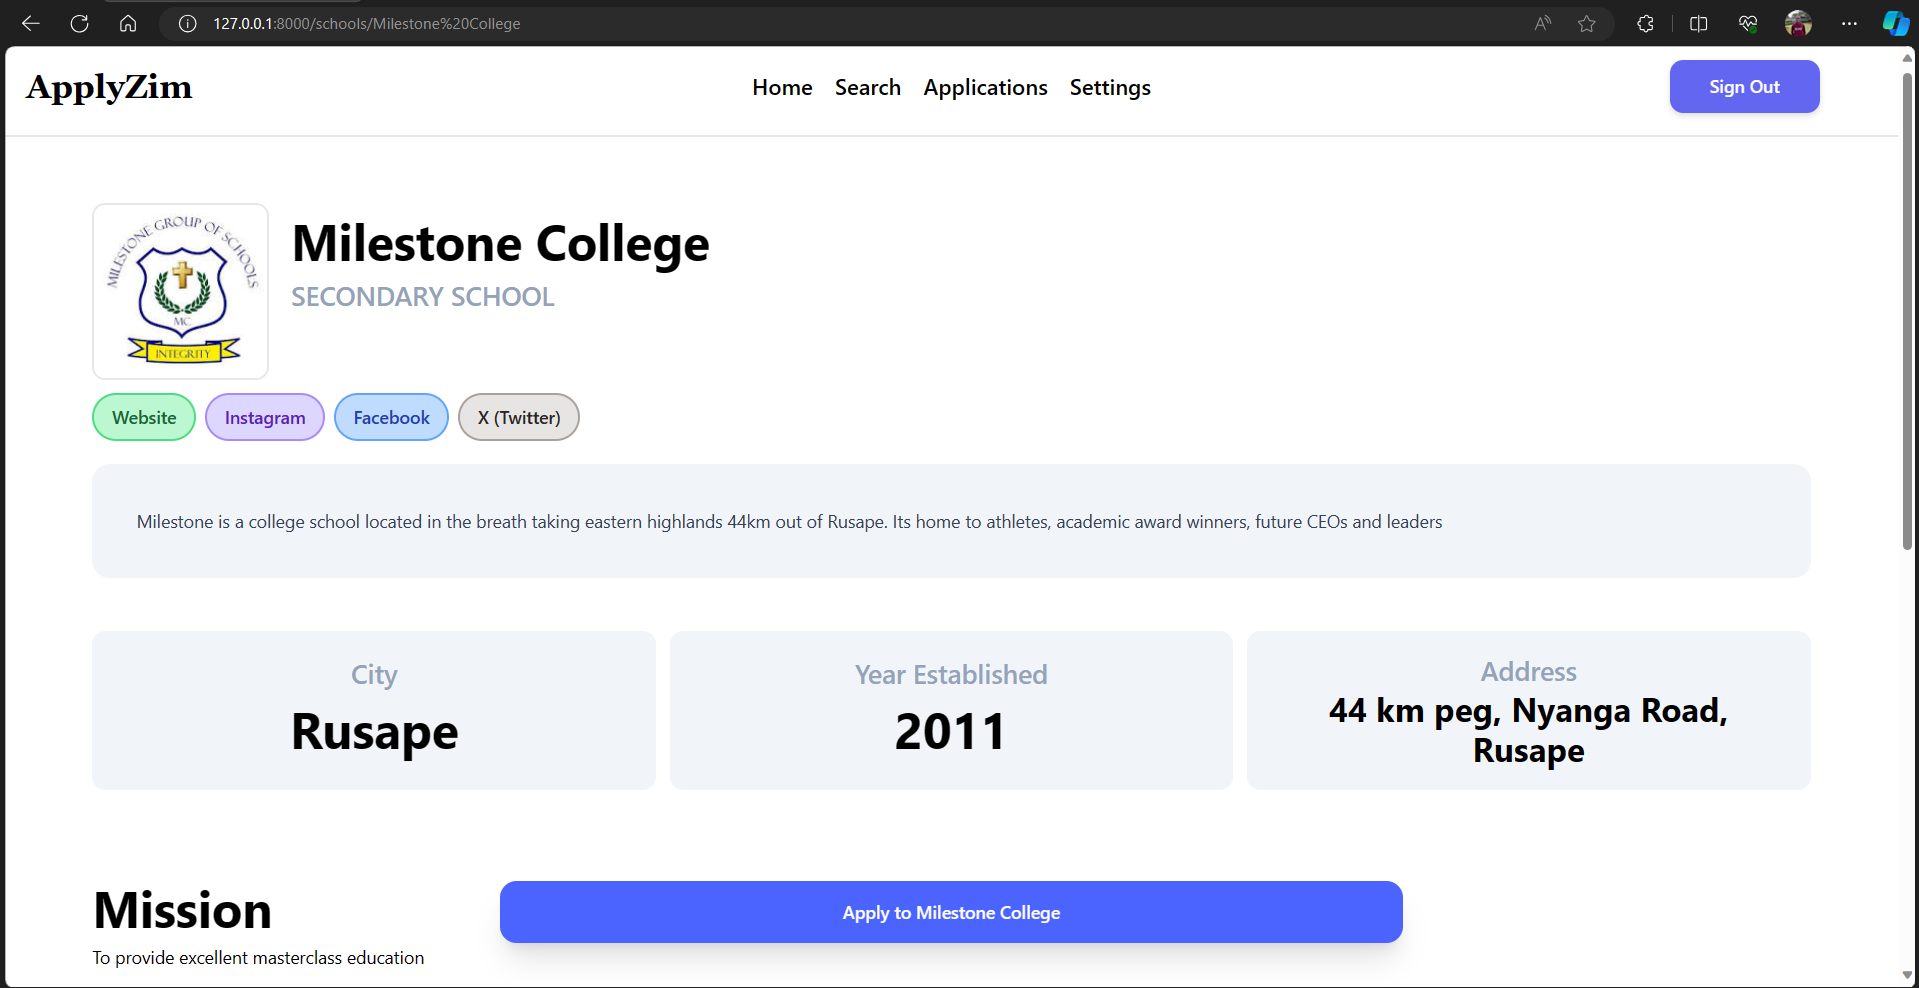 127.0.0.1:8000/schools/Milestone%20College
ApplyZim
Home Search Applications Settings
Sign Out
MILESTONE GROUP OF SCHOOLS
MC
INTEGRITY
Milestone College
SECONDARY SCHOOL
Website Instagram Facebook X (Twitter)
Milestone is a college school located in the breath taking eastern highlands 44km out of Rusape. Its home to athletes, academic award winners, future CEOs and leaders
City
Rusape
Year Established
2011
Address
44 km peg, Nyanga Road,
Rusape
Mission
To provide excellent masterclass education
Apply to Milestone College